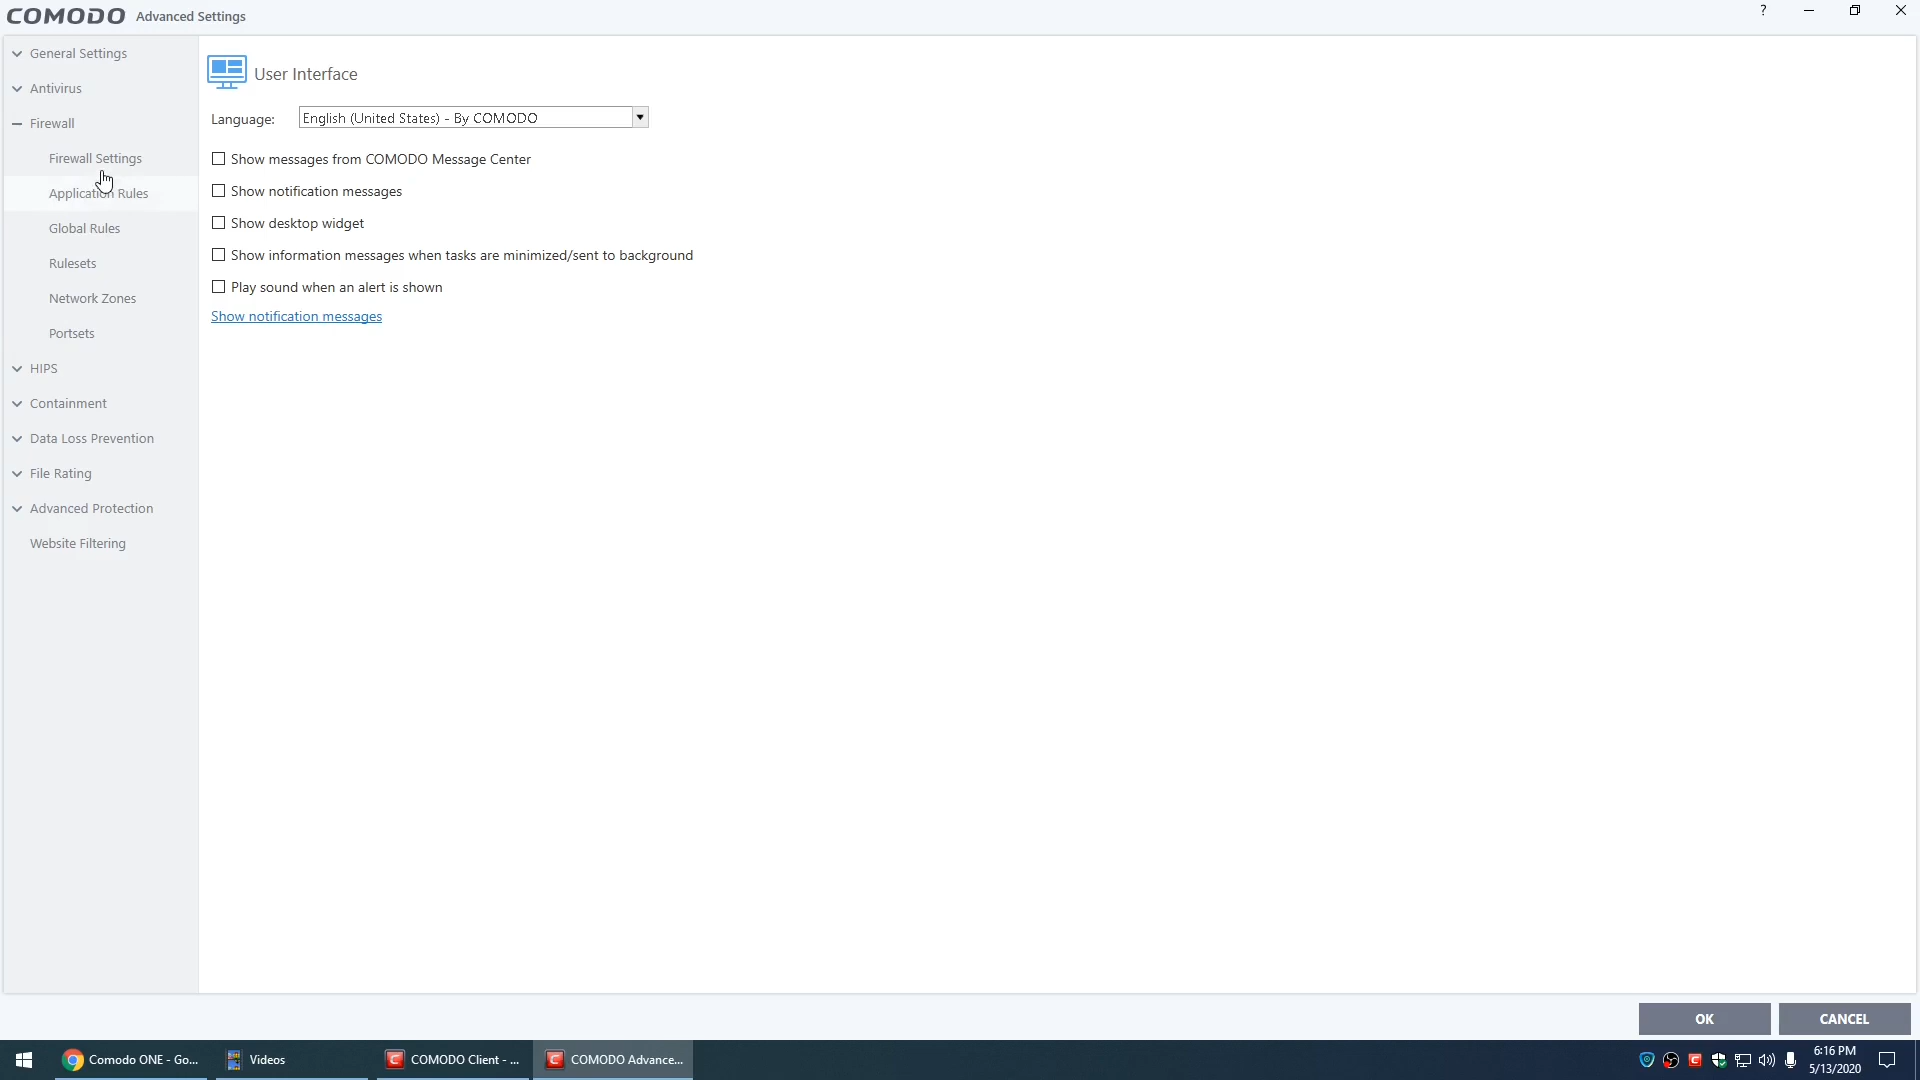 COMODO Advanced Settings
?
General Settings
Antivirus
Firewall
Firewall Settings
Application Rules
Global Rules
Rulesets
Network Zones
Portsets
HIPS
Containment
Data Loss Prevention
File Rating
Advanced Protection
Website Filtering
User Interface
Language: English (United States) - By COMODO
Show messages from COMODO Message Center
Show notification messages
Show desktop widget
Show information messages when tasks are minimized/sent to background
Play sound when an alert is shown
Show notification messages
OK CANCEL
Comodo ONE - Go... Videos COMODO Client - ... COMODO Advance...
6:16 PM
5/13/2020